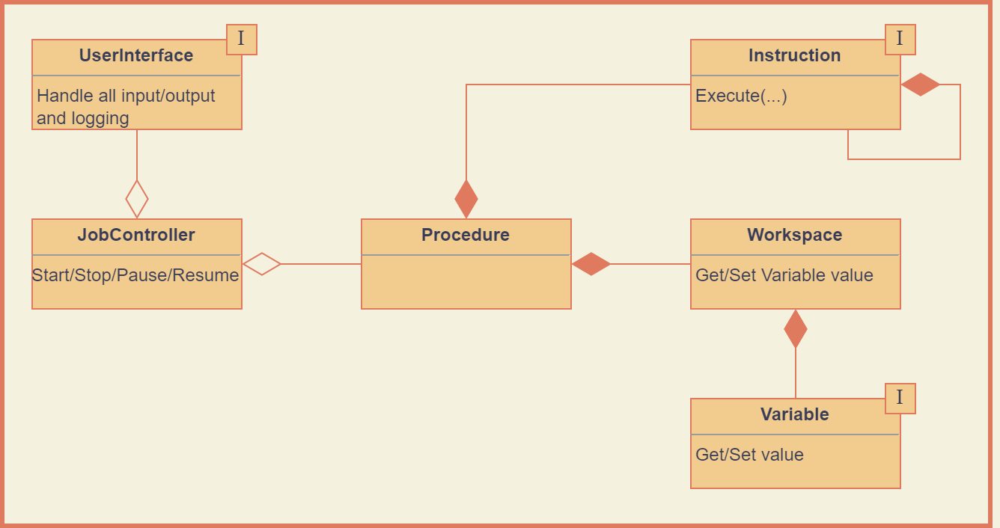 I
UserInterface
Handle all input/output
and logging
I
Instruction
Execute(...)
JobController
Start/Stop/Pause/Resume
Procedure
Workspace
Get/Set Variable value
I
Variable
Get/Set value